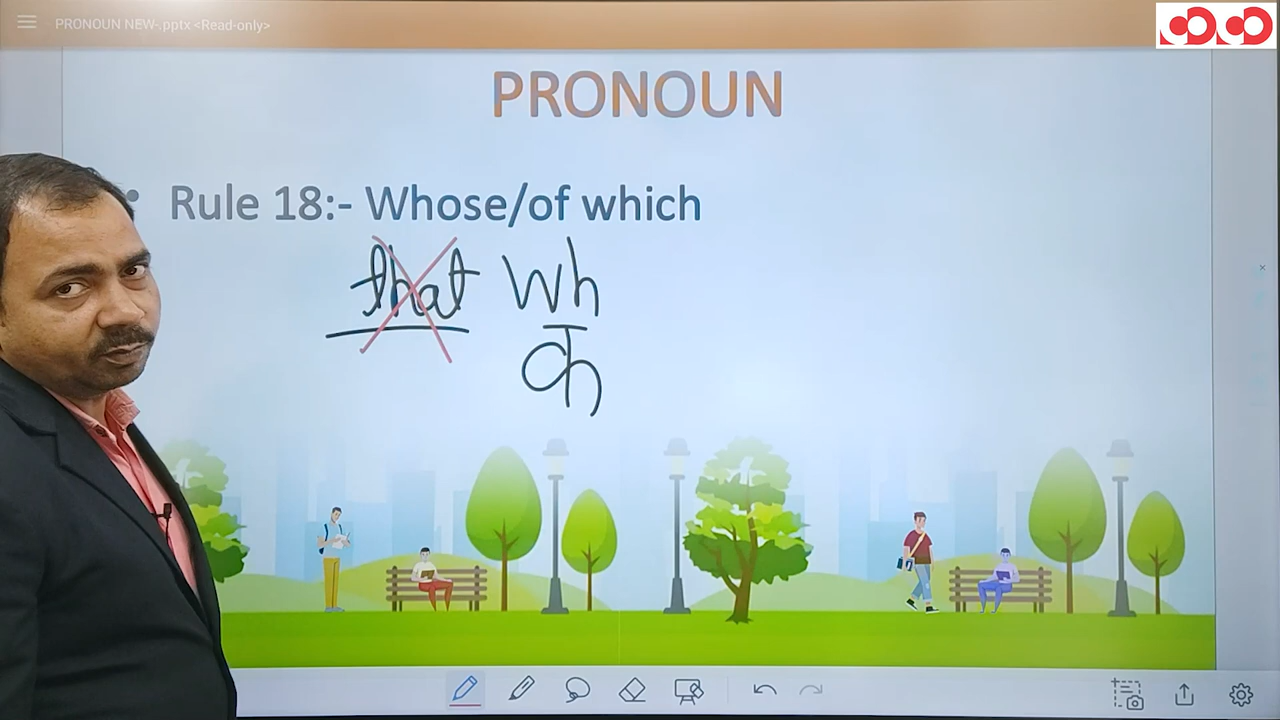 PRONOUN NEW-.pptx <Read-only>
PRONOUN
• Rule 18:- Whose/of which
that Wh
क